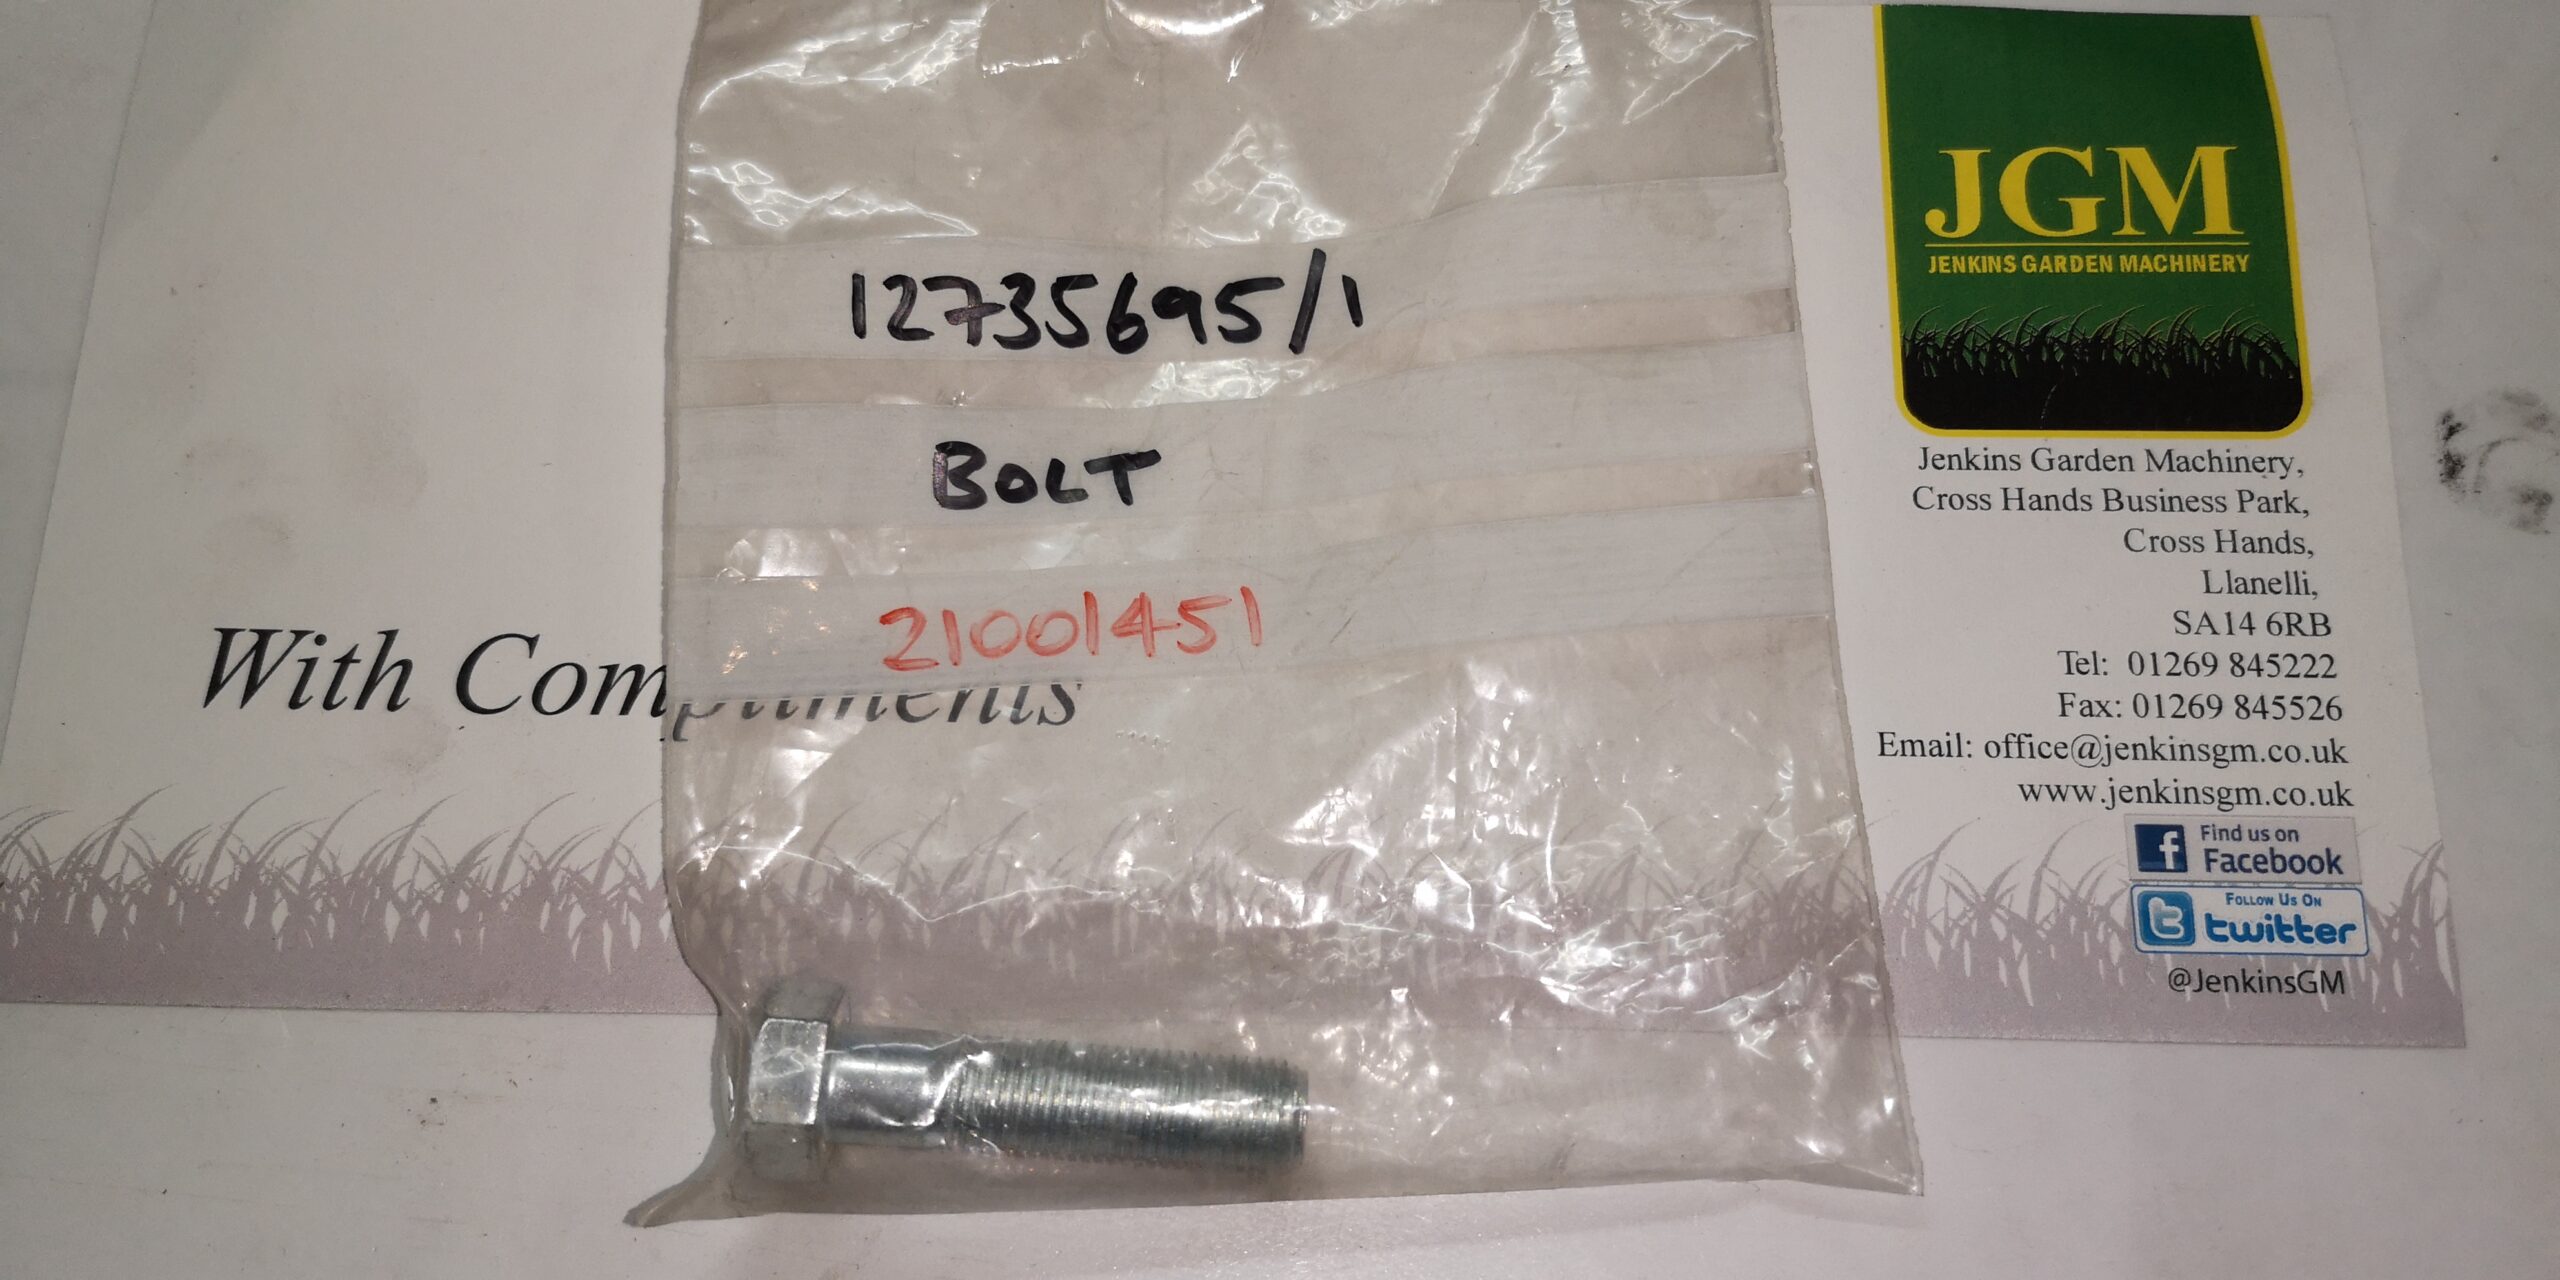 12735695/1
BOLT
21001451
With Compliments
JGM
JENKINS GARDEN MACHINERY
Jenkins Garden Machinery,
Cross Hands Business Park,
Cross Hands,
Llanelli,
SA14 6RB
Tel: 01269 845222
Fax: 01269 845526
Email: office@jenkinsgm.co.uk
www.jenkinsgm.co.uk
f Find us on
Facebook
t Follow Us On
twitter
@JenkinsGM